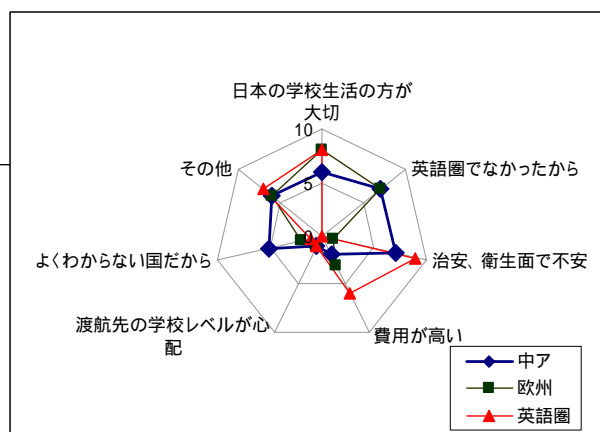 日本の学校生活の方が
大切
10
その他
英語圏でなかったから
5
0
よくわからない国だから
治安、衛生面で不安
渡航先の学校レベルが心
配
費用が高い
中ア
欧州
英語圏